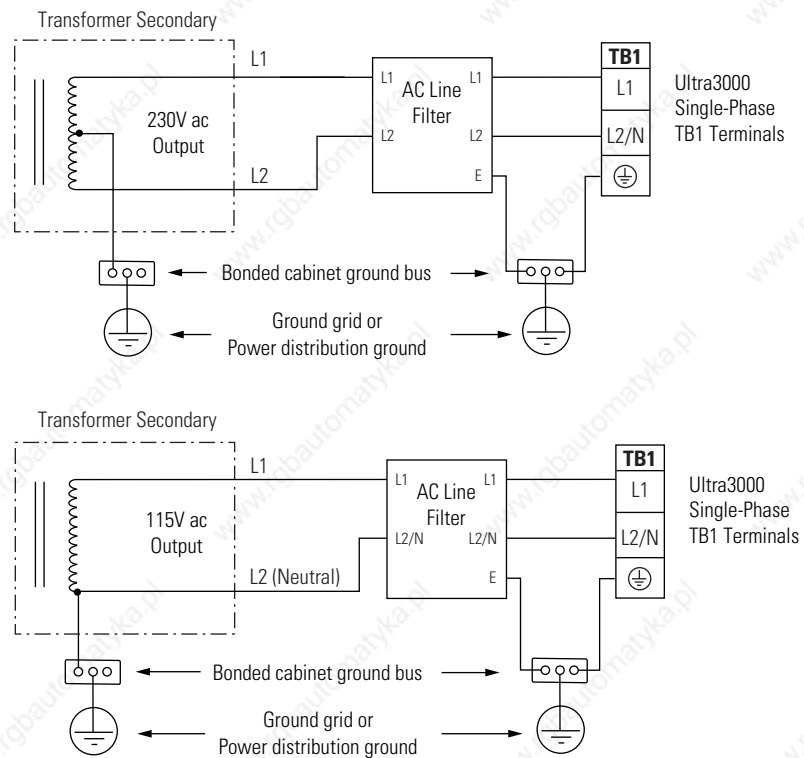 Transformer Secondary
L1
230V ac
Output
L2
L1
L1
AC Line
Filter
L2
L2
E
TB1
L1
L2/N
Ultra3000
Single-Phase
TB1 Terminals
Bonded cabinet ground bus
Ground grid or
Power distribution ground
Transformer Secondary
L1
115V ac
Output
L2 (Neutral)
L1
L1
AC Line
Filter
L2/N
L2/N
E
TB1
L1
L2/N
Ultra3000
Single-Phase
TB1 Terminals
Bonded cabinet ground bus
Ground grid or
Power distribution ground
www.rgbautomatyka.pl